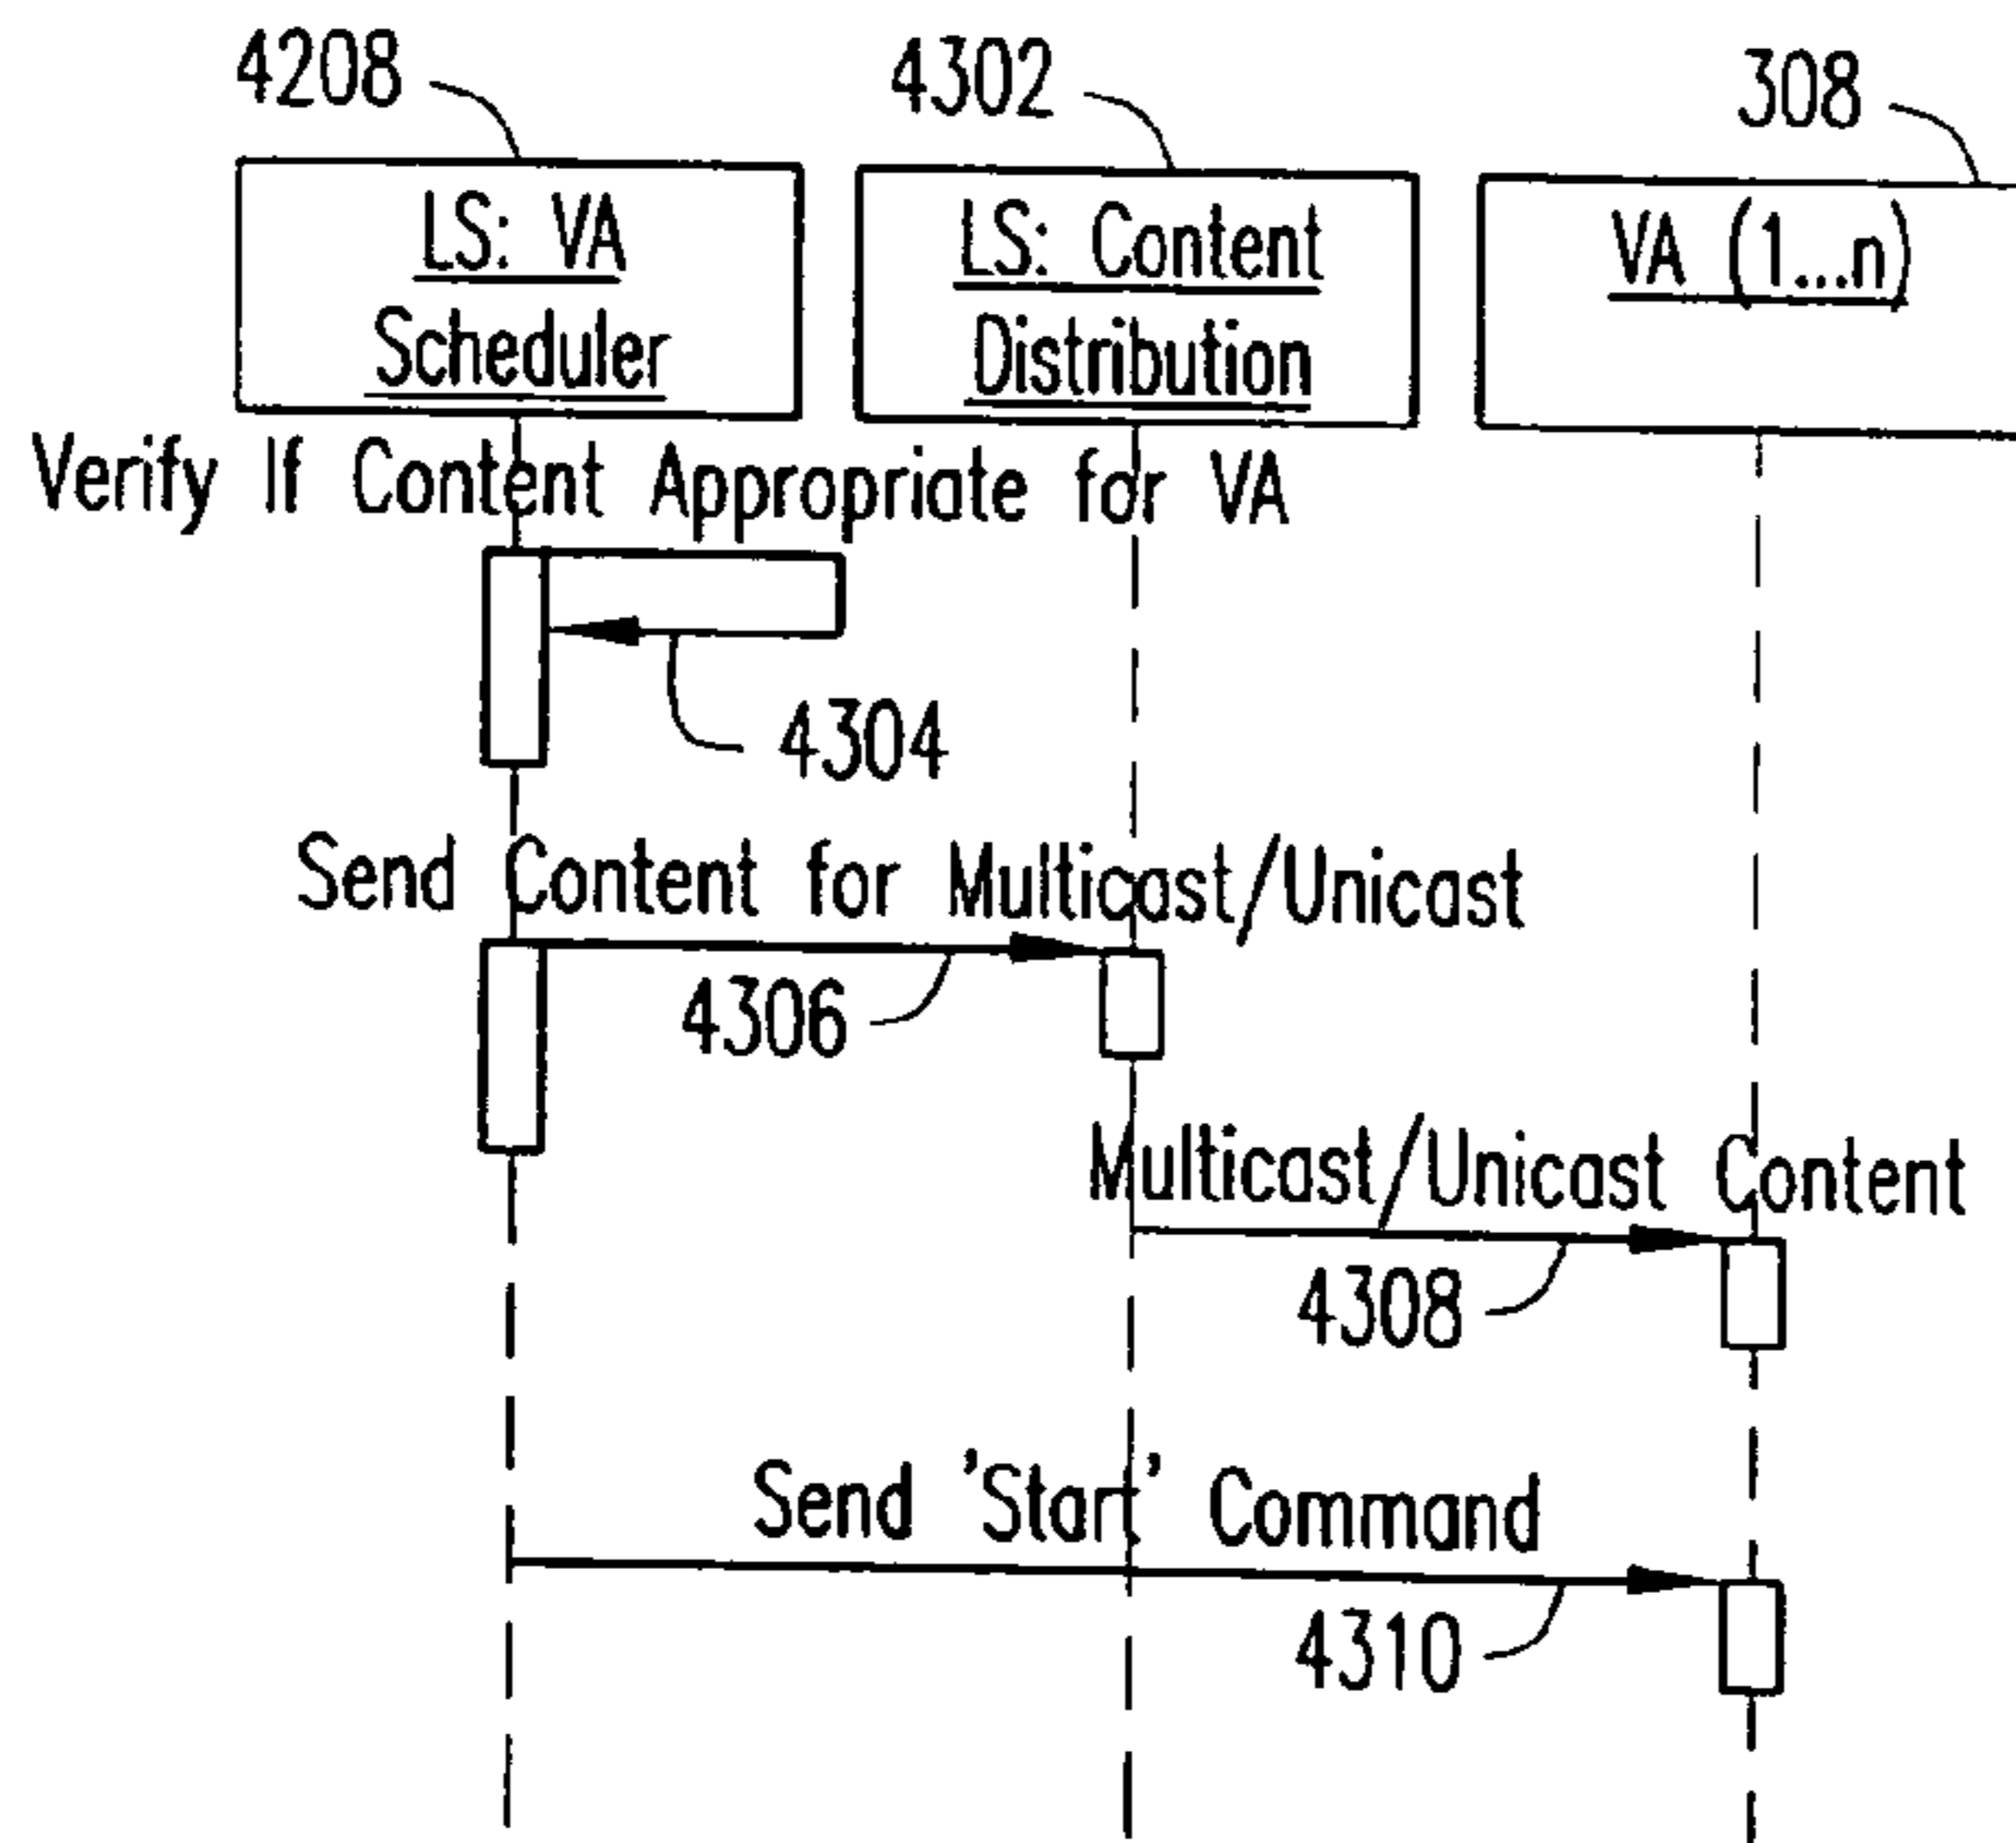 4208
4302
308
LS: VA
Scheduler
LS: Content
Distribution
VA (1...n)
Verify If Content Appropriate for VA
4304
Send Content for Multicast/Unicast
4306
Multicast/Unicast Content
4308
Send 'Start' Command
4310